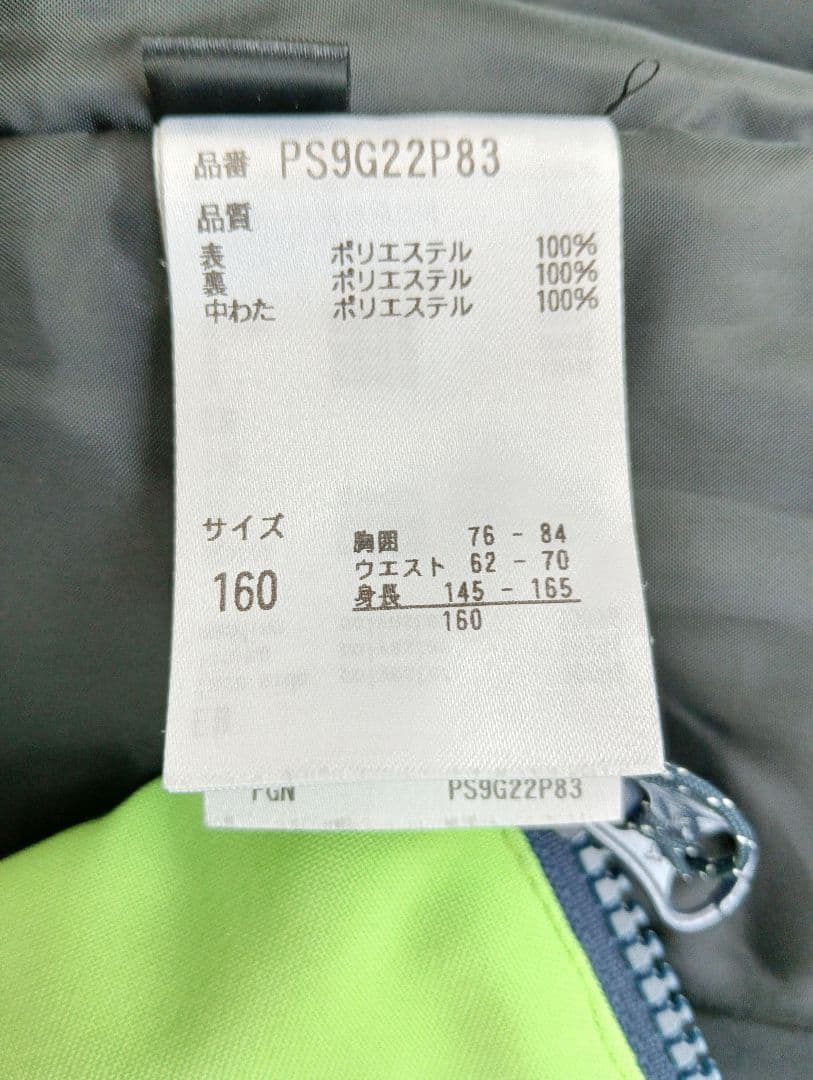 品番 PS9G22P83
品質
表 ポリエステル 100%
裏 ポリエステル 100%
中わた ポリエステル 100%
サイズ
160
胸囲 76 - 84
ウエスト 62 - 70
身長 145 - 165
160
PGN PS9G22P83